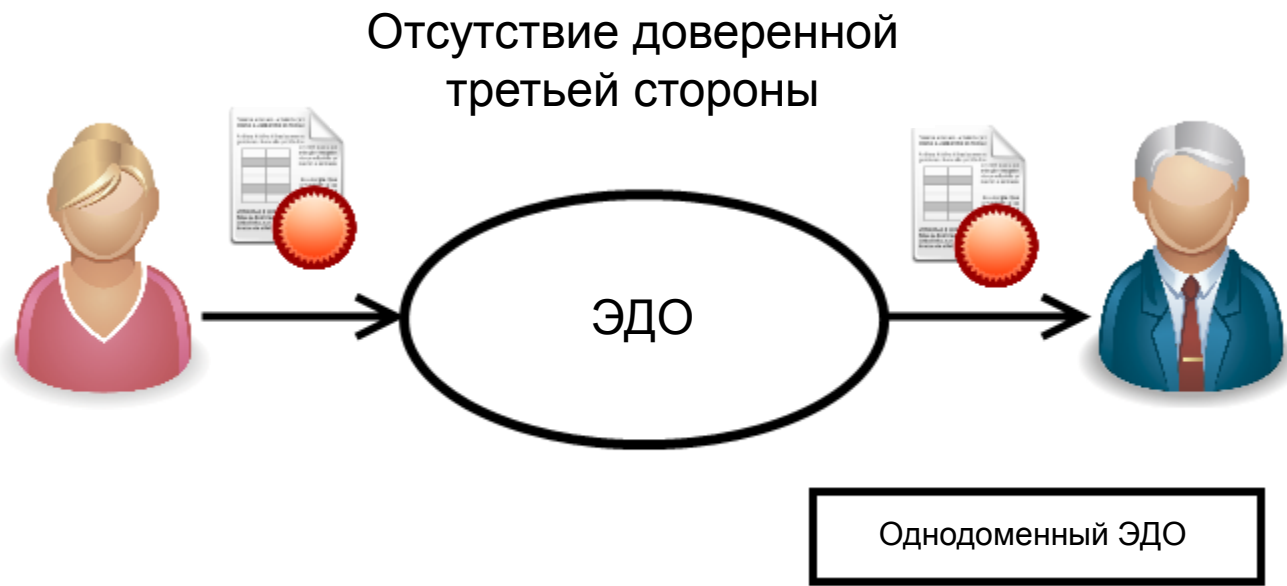 Отсутствие доверенной
третьей стороны
ЭДО
Однодоменный ЭДО